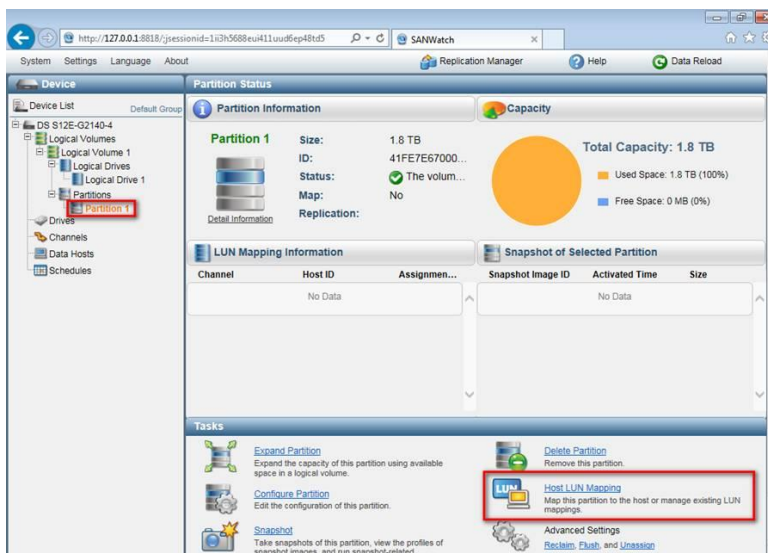 http://127.0.0.1:8818/;jsessionid=1ii3h5688eui411uud6ep48td5
SANWatch
System Settings Language About
Replication Manager
Help
Data Reload
Device
Device List
Default Group
DS S12E-G2140-4
Logical Volumes
Logical Volume 1
Logical Drives
Logical Drive 1
Partitions
Partition 1
Drives
Channels
Data Hosts
Schedules
Partition Status
Partition Information
Partition 1
Detail Information
Size: 1.8 TB
ID: 41FE7E67000...
Status: The volum...
Map: No
Replication:
Capacity
Total Capacity: 1.8 TB
Used Space: 1.8 TB (100%)
Free Space: 0 MB (0%)
LUN Mapping Information
Channel Host ID Assignmen...
No Data
Snapshot of Selected Partition
Snapshot Image ID Activated Time Size
No Data
Tasks
Expand Partition
Expand the capacity of this partition using available
space in a logical volume.
Configure Partition
Edit the configuration of this partition.
Snapshot
Take snapshots of this partition, view the profiles of
snapshot images, and run snapshot-related
Delete Partition
Remove this partition.
LUN
Host LUN Mapping
Map this partition to the host or manage existing LUN
mappings.
Advanced Settings
Reclaim, Flush, and Unassign